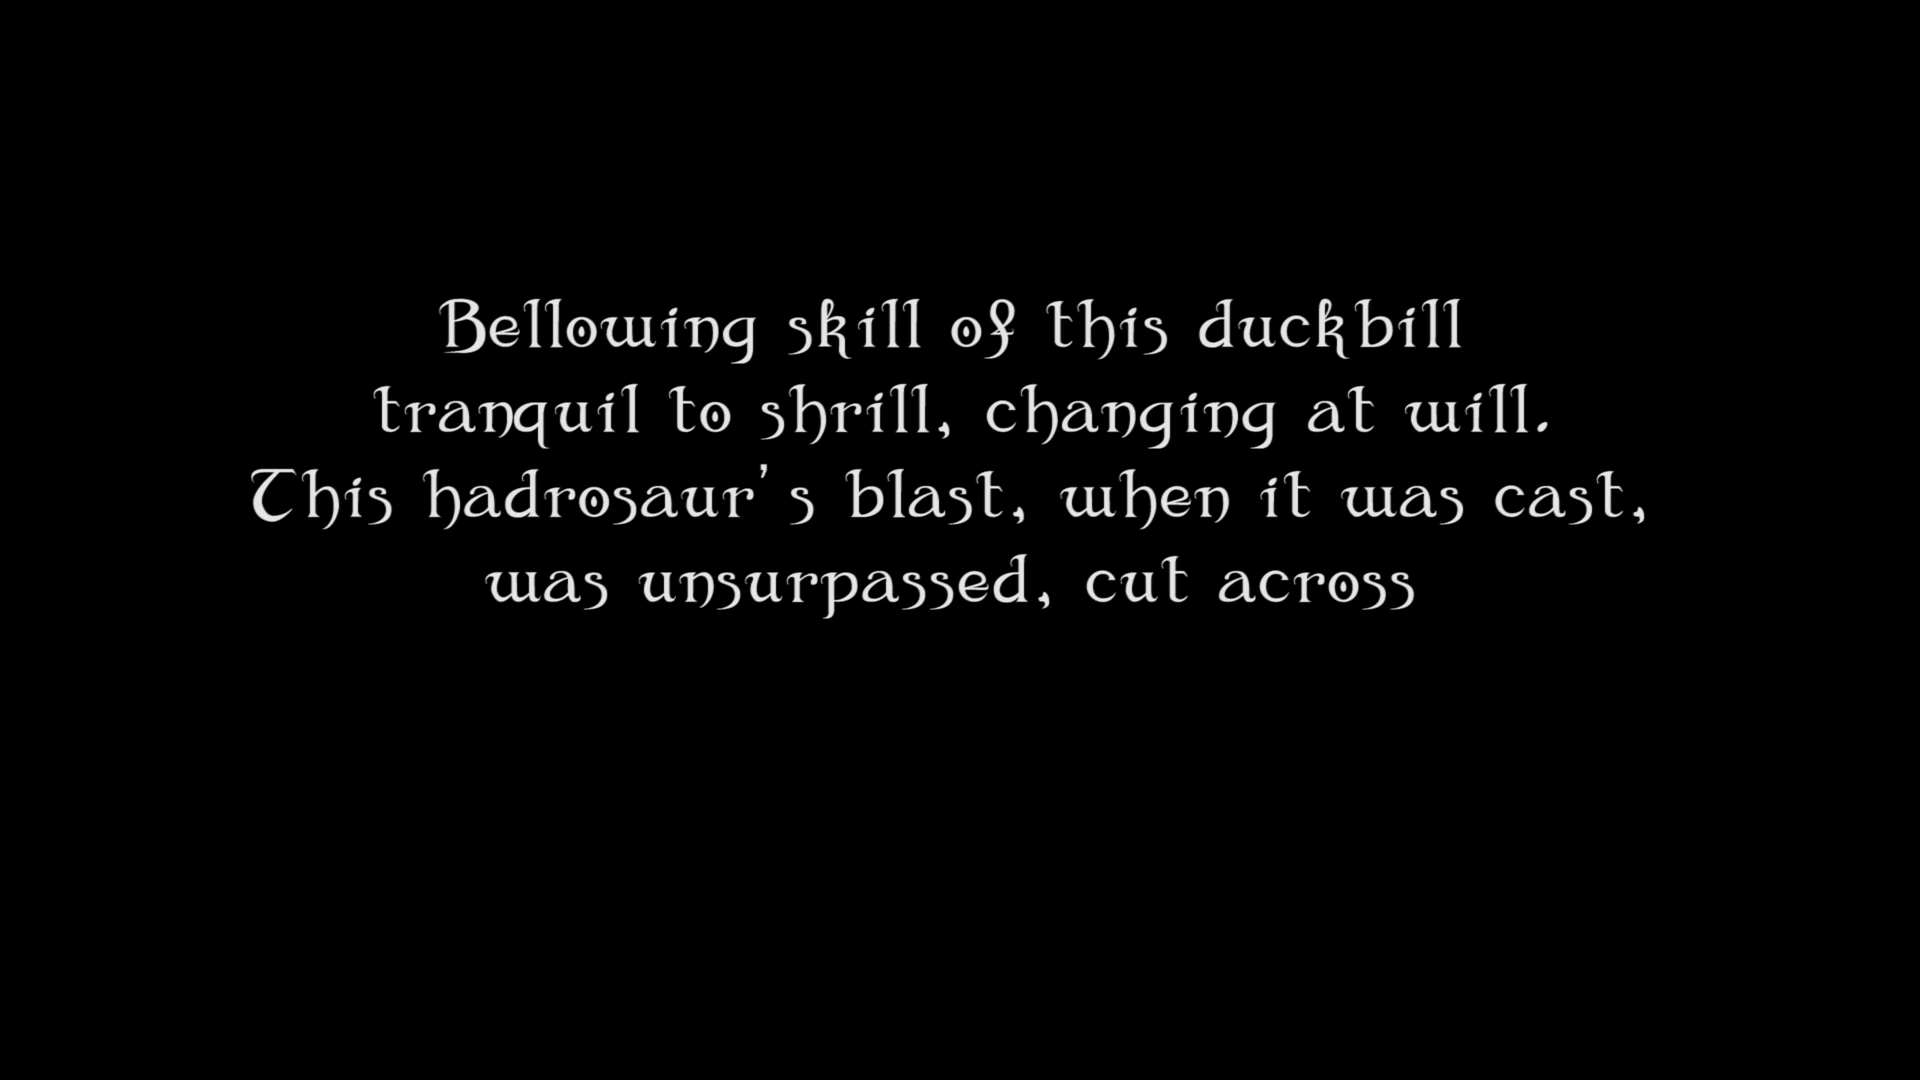 Bellowing skill of this duckbill
tranquil to shrill, changing at will.
This hadrosaur's blast, when it was cast,
was unsurpassed, cut across